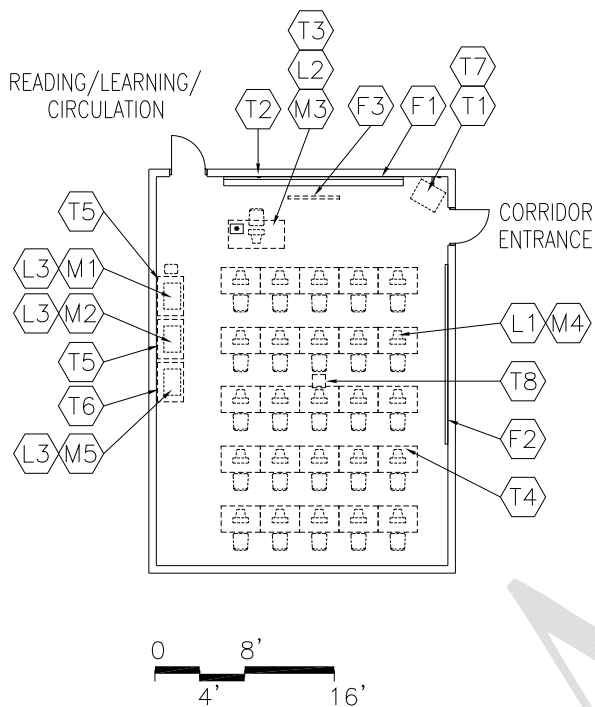 T3
L2
M3
T7
T1
READING/LEARNING/
CIRCULATION
T2
F3
F1
T5
CORRIDOR
ENTRANCE
L3 M1
L3 M2
L1 M4
T5
T8
T6
L3 M5
F2
T4
0 8'
4' 16'